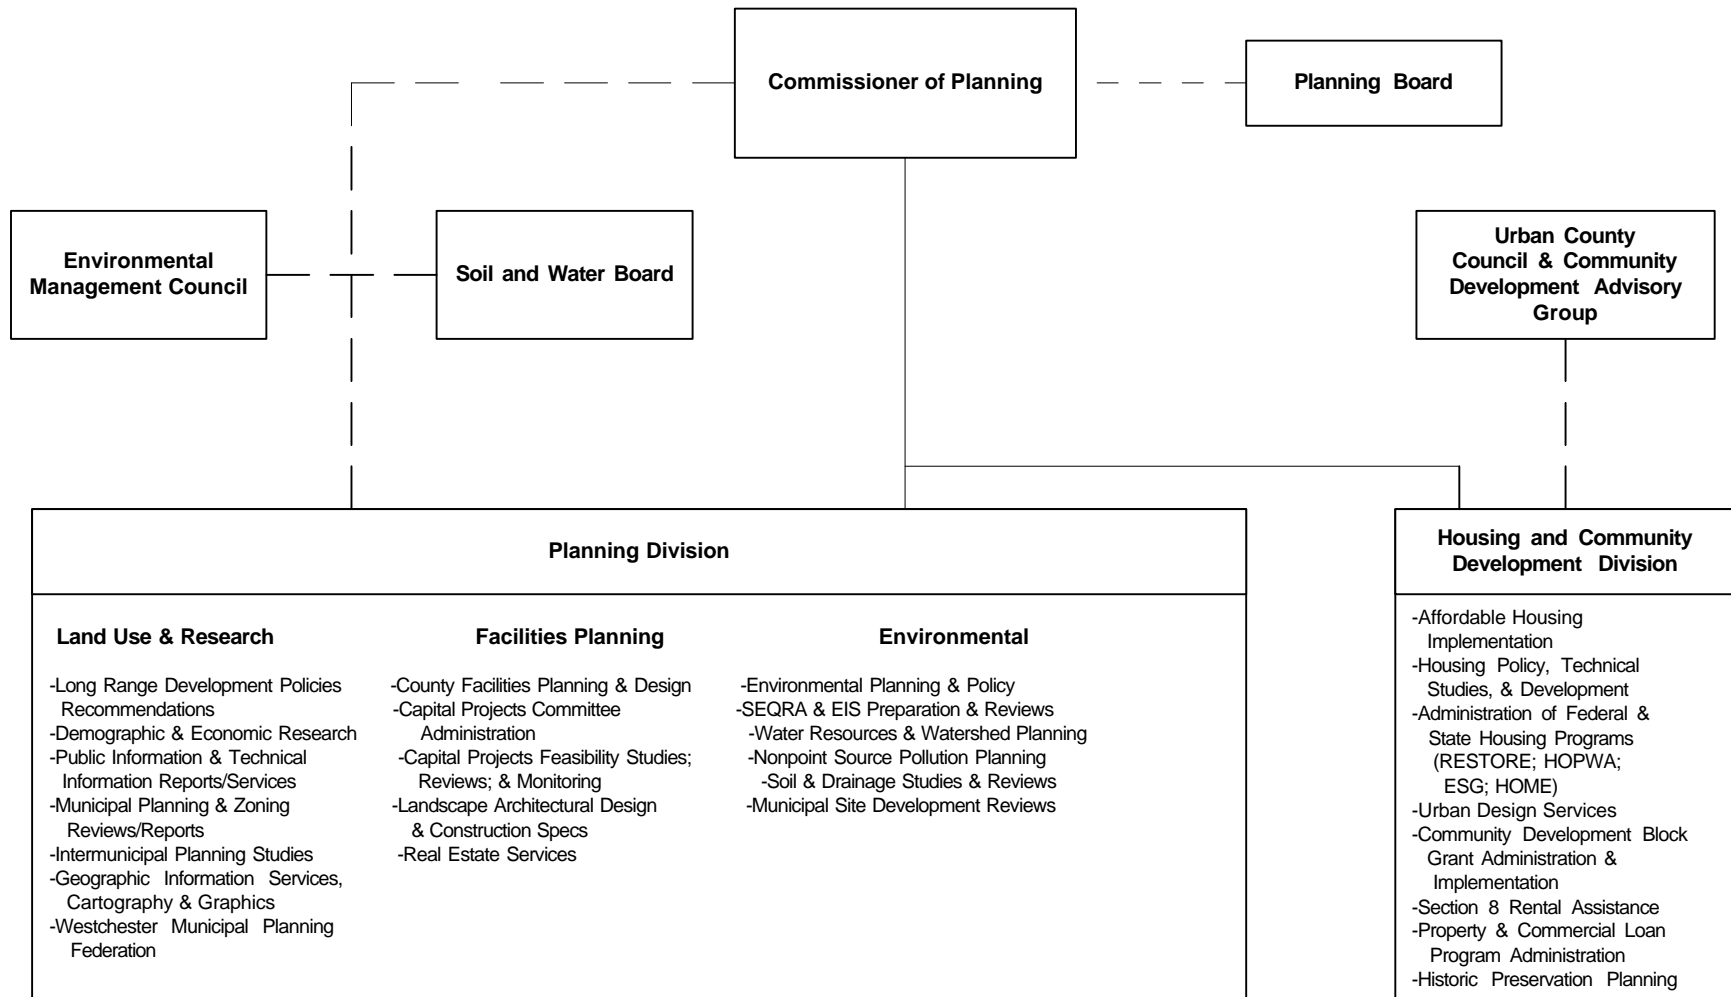 Commissioner of Planning
Planning Board
Environmental
Management Council
Soil and Water Board
Urban County
Council & Community
Development Advisory
Group
Planning Division
Land Use & Research
-Long Range Development Policies
Recommendations
-Demographic & Economic Research
-Public Information & Technical
Information Reports/Services
-Municipal Planning & Zoning
Reviews/Reports
-Intermunicipal Planning Studies
-Geographic Information Services,
Cartography & Graphics
-Westchester Municipal Planning
Federation
Facilities Planning
-County Facilities Planning & Design
-Capital Projects Committee
Administration
-Capital Projects Feasibility Studies;
Reviews; & Monitoring
-Landscape Architectural Design
& Construction Specs
-Real Estate Services
Environmental
-Environmental Planning & Policy
-SEQRA & EIS Preparation & Reviews
-Water Resources & Watershed Planning
-Nonpoint Source Pollution Planning
-Soil & Drainage Studies & Reviews
-Municipal Site Development Reviews
Housing and Community
Development Division
-Affordable Housing
Implementation
-Housing Policy, Technical
Studies, & Development
-Administration of Federal &
State Housing Programs
(RESTORE; HOPWA;
ESG; HOME)
-Urban Design Services
-Community Development Block
Grant Administration &
Implementation
-Section 8 Rental Assistance
-Property & Commercial Loan
Program Administration
-Historic Preservation Planning